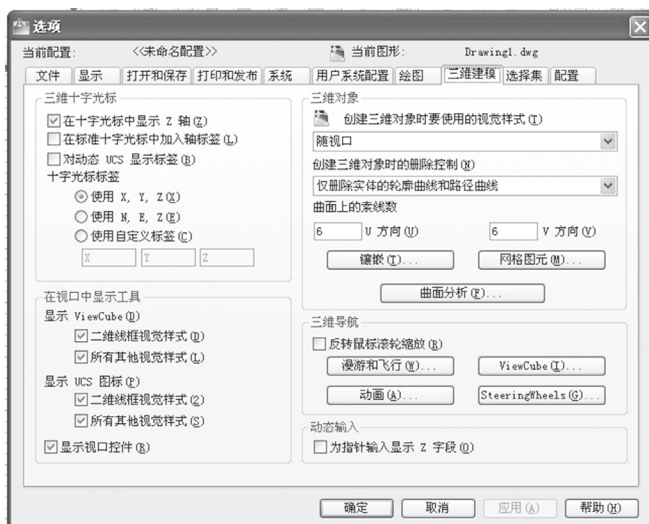 选项
当前配置: <<未命名配置>> 当前图形: Drawing1.dwg
文件 显示 打开和保存 打印和发布 系统 用户系统配置 绘图 三维建模 选择集 配置
三维十字光标
在十字光标中显示 Z 轴(Z)
在标准十字光标中加入轴标签(L)
对动态 UCS 显示标签(B)
十字光标标签
使用 X, Y, Z(X)
使用 N, E, Z(E)
使用自定义标签(C)
X Y Z
在视口中显示工具
显示 ViewCube(D)
二维线框视觉样式(D)
所有其他视觉样式(L)
显示 UCS 图标(P)
二维线框视觉样式(2)
所有其他视觉样式(S)
显示视口控件(R)
三维对象
创建三维对象时要使用的视觉样式(T)
随视口
创建三维对象时的删除控制(N)
仅删除实体的轮廓曲线和路径曲线
曲面上的素线数
6 U 方向(U) 6 V 方向(V)
镶嵌(T)... 网格图元(M)...
曲面分析(F)...
三维导航
反转鼠标滚轮缩放(R)
漫游和飞行(W)... ViewCube(I)...
动画(A)... SteeringWheels(G)...
动态输入
为指针输入显示 Z 字段(O)
确定 取消 应用(A) 帮助(H)